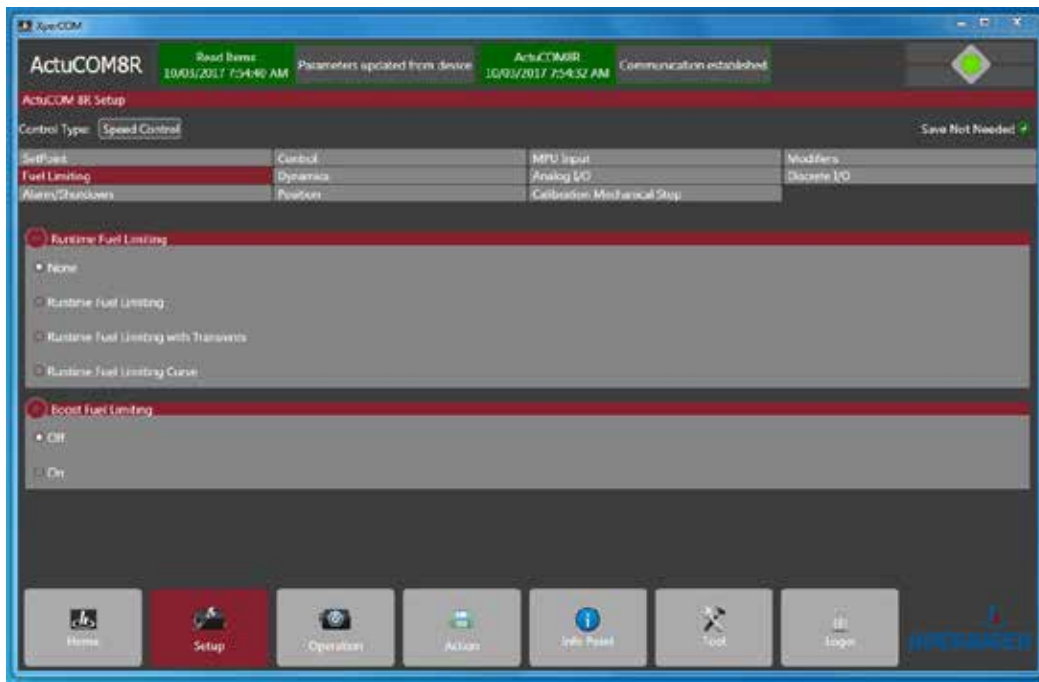 XperCOM
ActuCOM8R
Read Items
10/03/2017 7:54:40 AM
Parameters updated from device
ActuCOM8R
10/03/2017 7:54:32 AM
Communication established
ActuCOM 8R Setup
Control Type: Speed Control
Save Not Needed
SetPoint Control MPU Input Modifiers
Fuel Limiting Dynamics Analog I/O Discrete I/O
Alarm/Shutdown Position Calibration Mechanical Stop
Runtime Fuel Limiting
None
Runtime Fuel Limiting
Runtime Fuel Limiting with Transients
Runtime Fuel Limiting Curve
Boost Fuel Limiting
Off
On
Home Setup Operation Action Info Point Tool Login